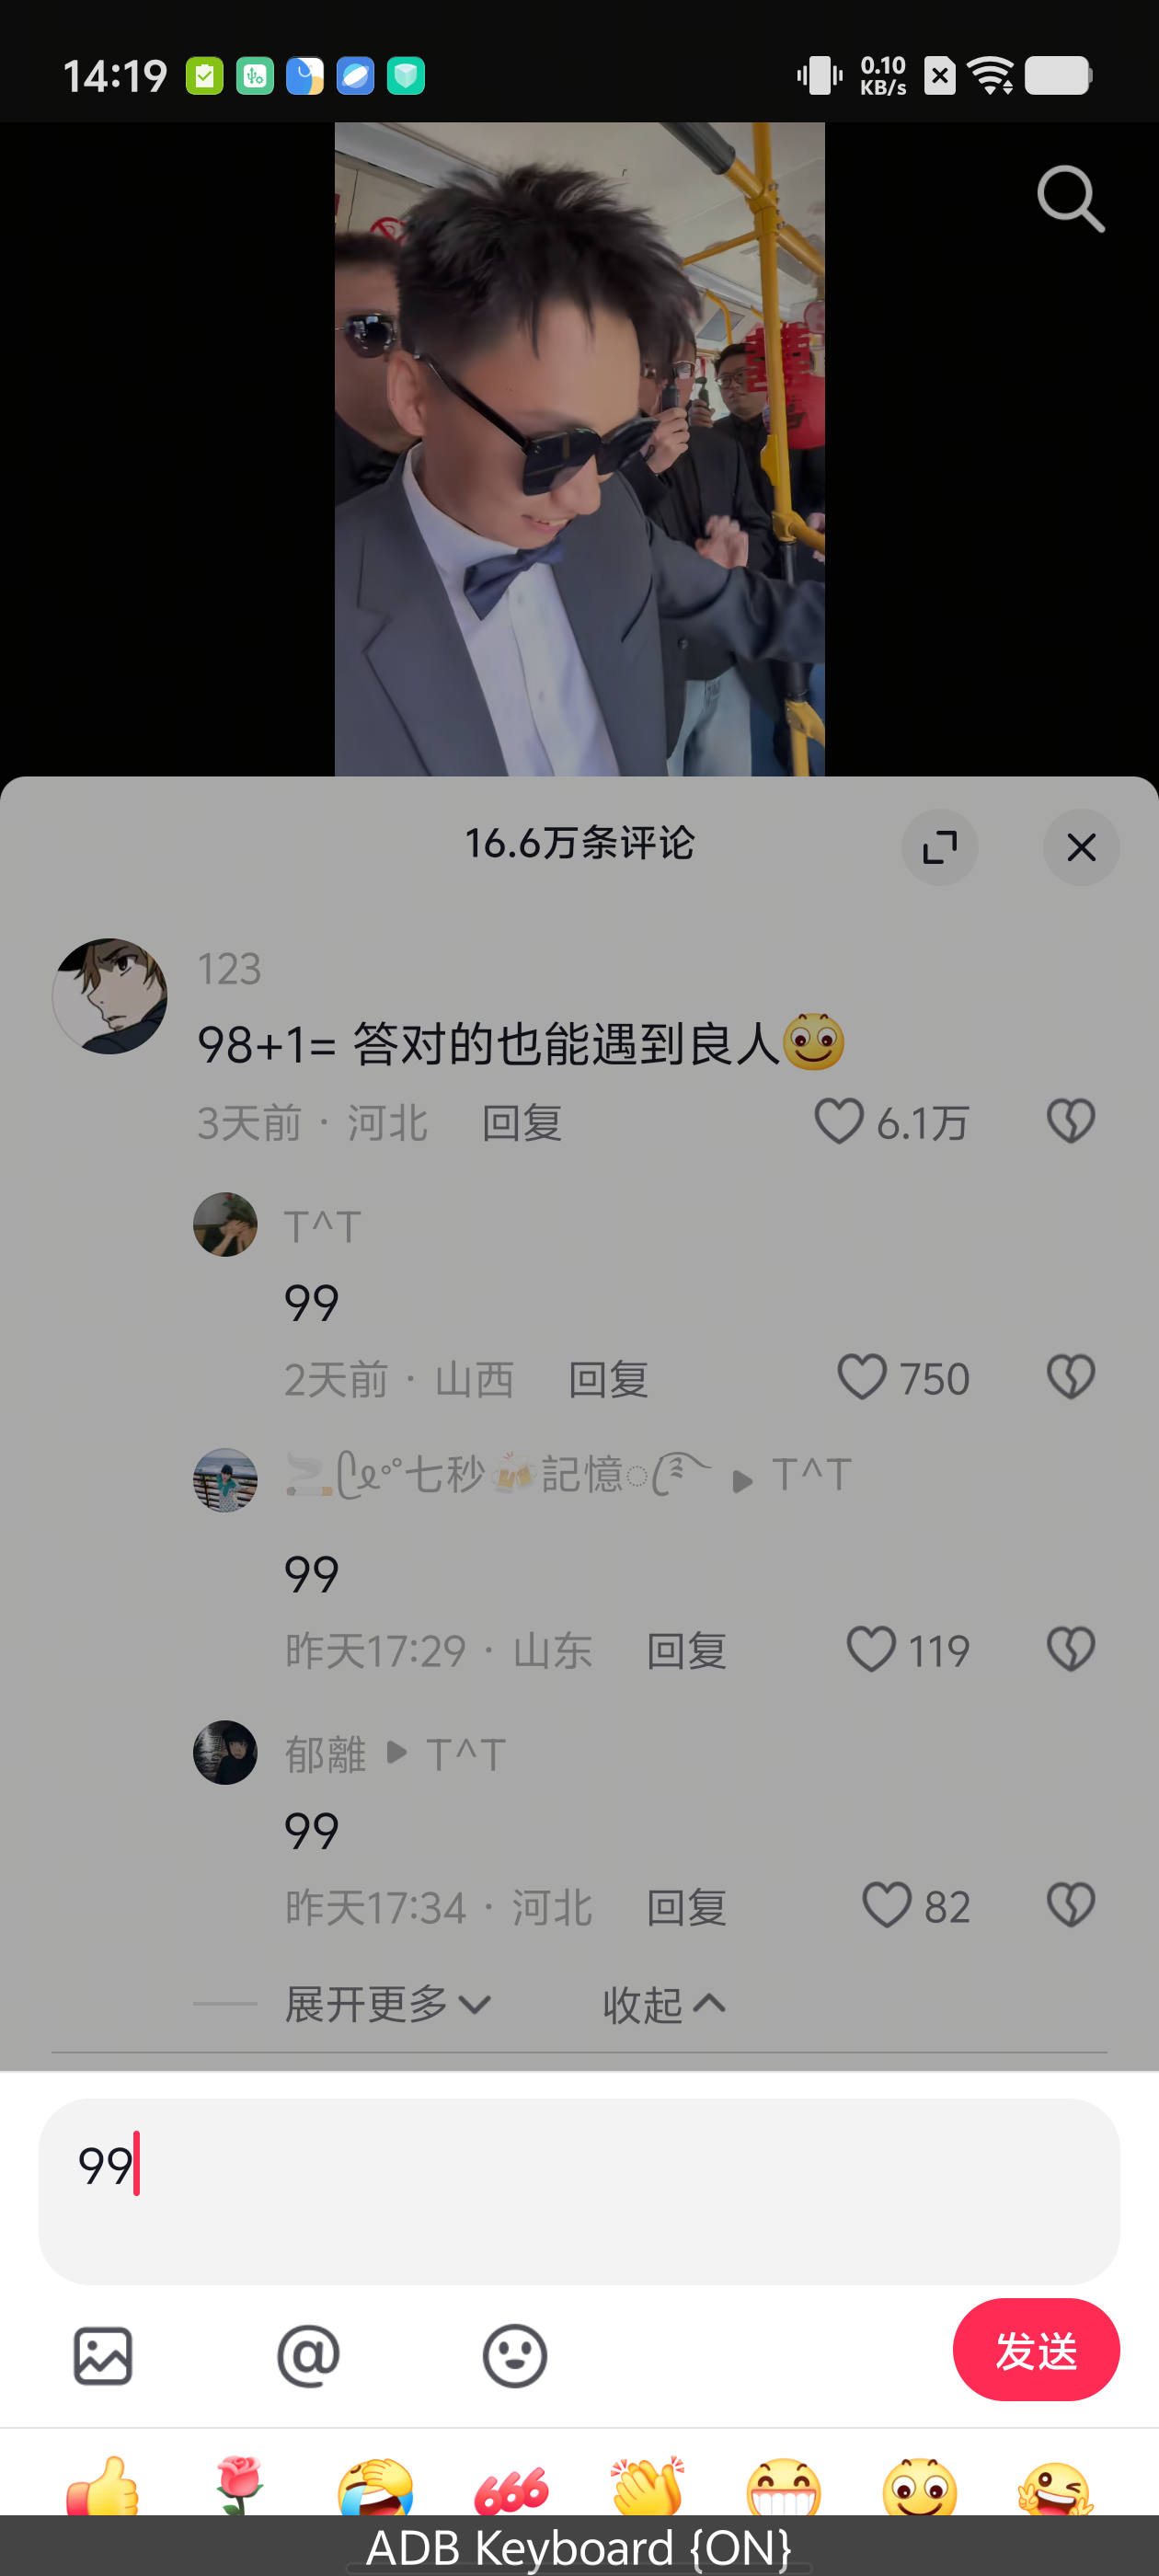 14:19
0.10
KB/s
16.6万条评论
123
98+1= 答对的也能遇到良人
3天前 · 河北 回复 6.1万
T^T
99
2天前 · 山西 回复 750
七秒🍻記憶 ▶ T^T
99
昨天17:29 · 山东 回复 119
郁離 ▶ T^T
99
昨天17:34 · 河北 回复 82
展开更多 收起
99
@
发送
666
ADB Keyboard {ON}